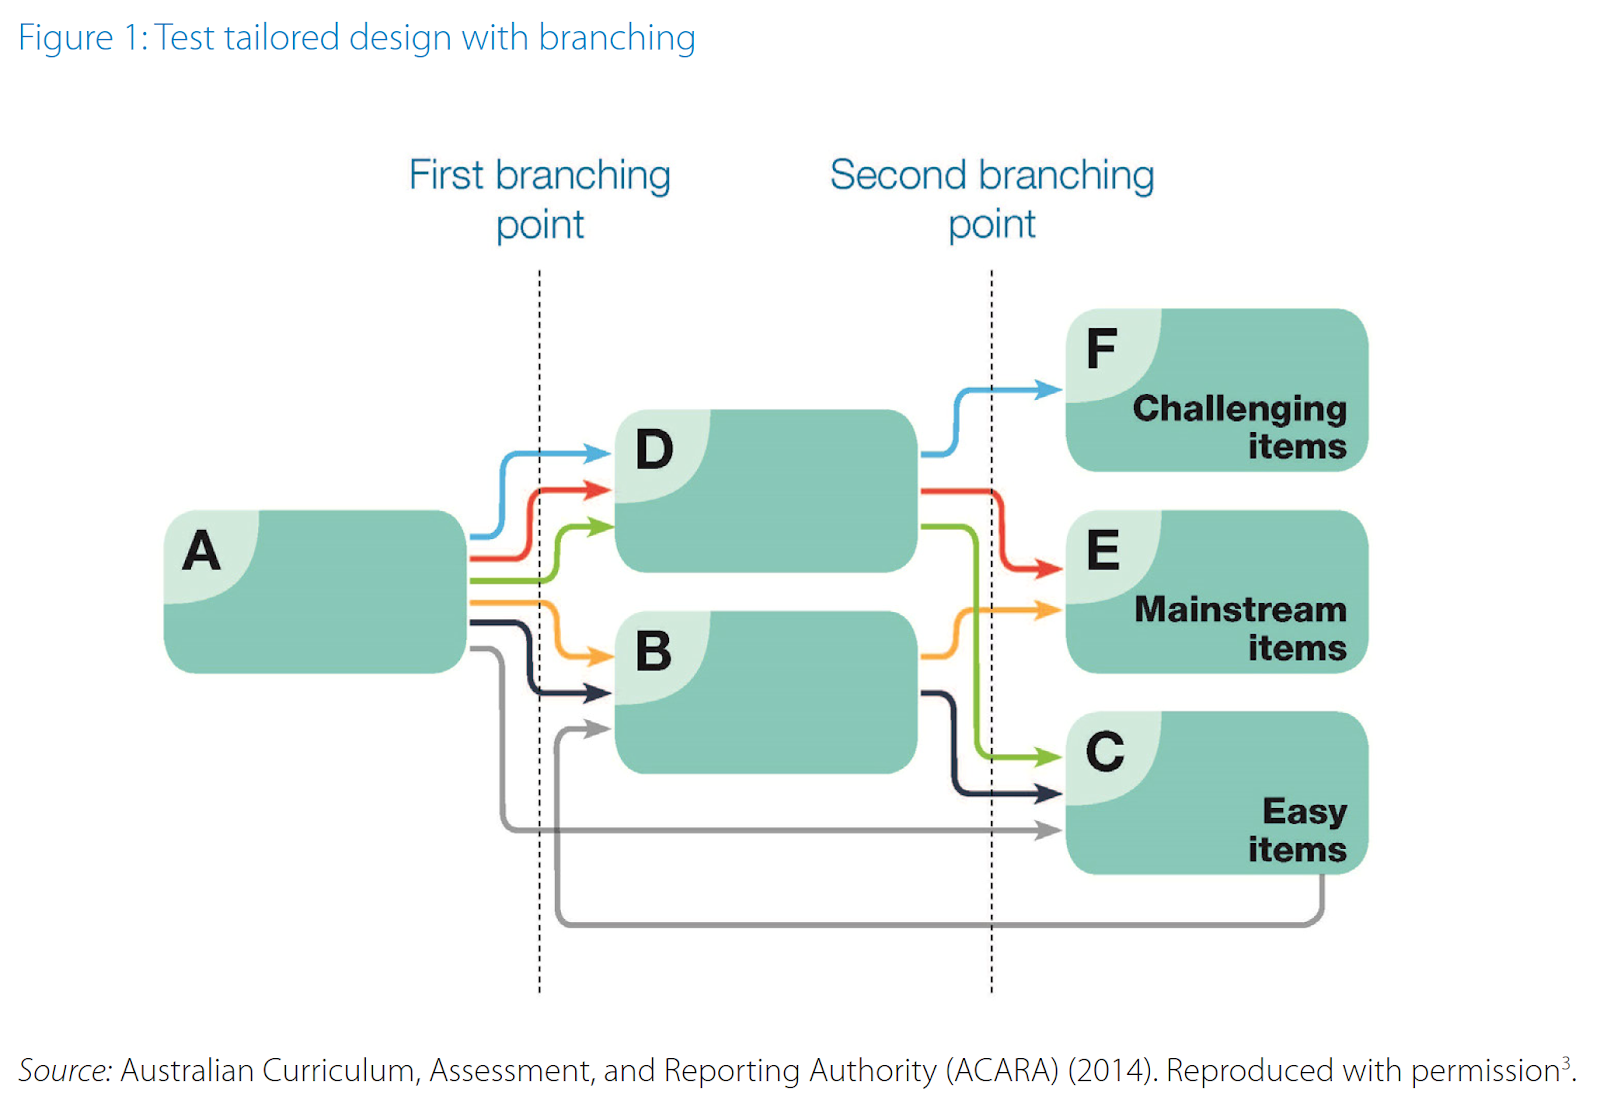 Figure 1: Test tailored design with branching
First branching
point
Second branching
point
F
Challenging
items
D
A
E
Mainstream
items
B
C
Easy
items
Source: Australian Curriculum, Assessment, and Reporting Authority (ACARA) (2014). Reproduced with permission³.